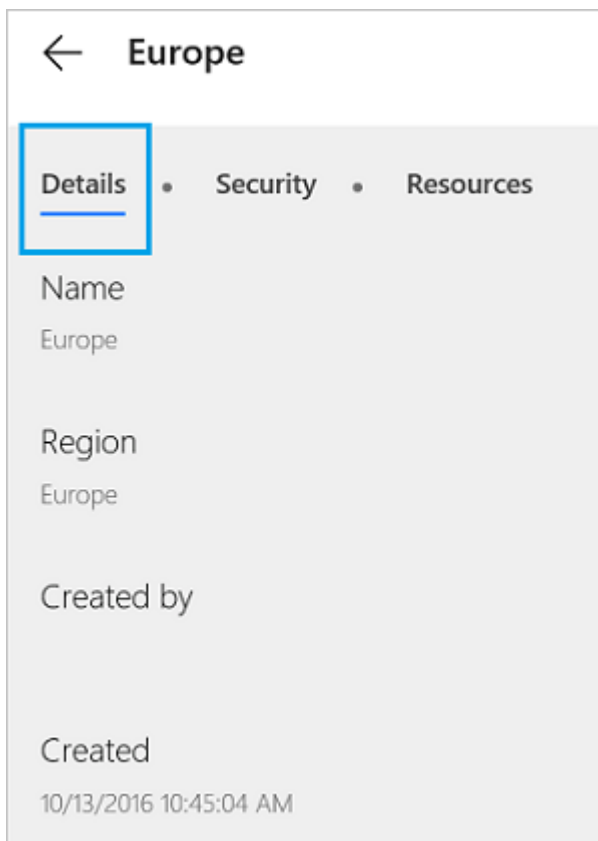 Europe
Details • Security • Resources
Name
Europe
Region
Europe
Created by
Created
10/13/2016 10:45:04 AM